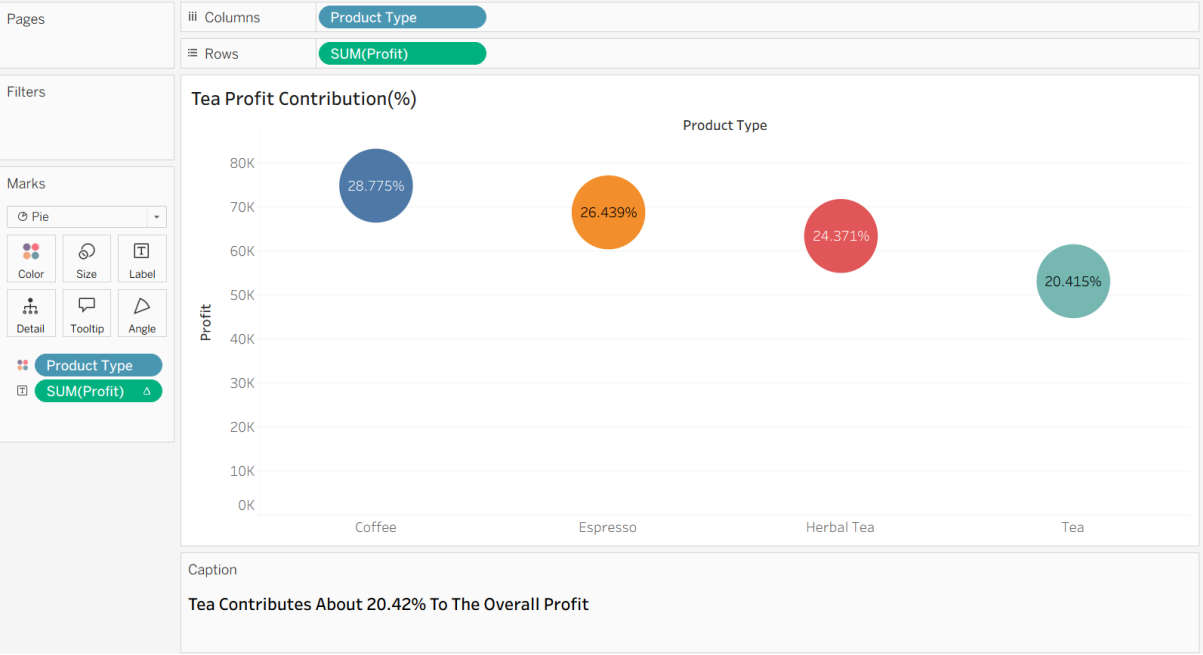 Pages
Columns
Product Type
Rows
SUM(Profit)
Filters
Marks
Pie
Color
Size
Label
Detail
Tooltip
Angle
Product Type
SUM(Profit)
Tea Profit Contribution(%)
Product Type
Profit
80K
70K
60K
50K
40K
30K
20K
10K
0K
28.775%
26.439%
24.371%
20.415%
Coffee
Espresso
Herbal Tea
Tea
Caption
Tea Contributes About 20.42% To The Overall Profit